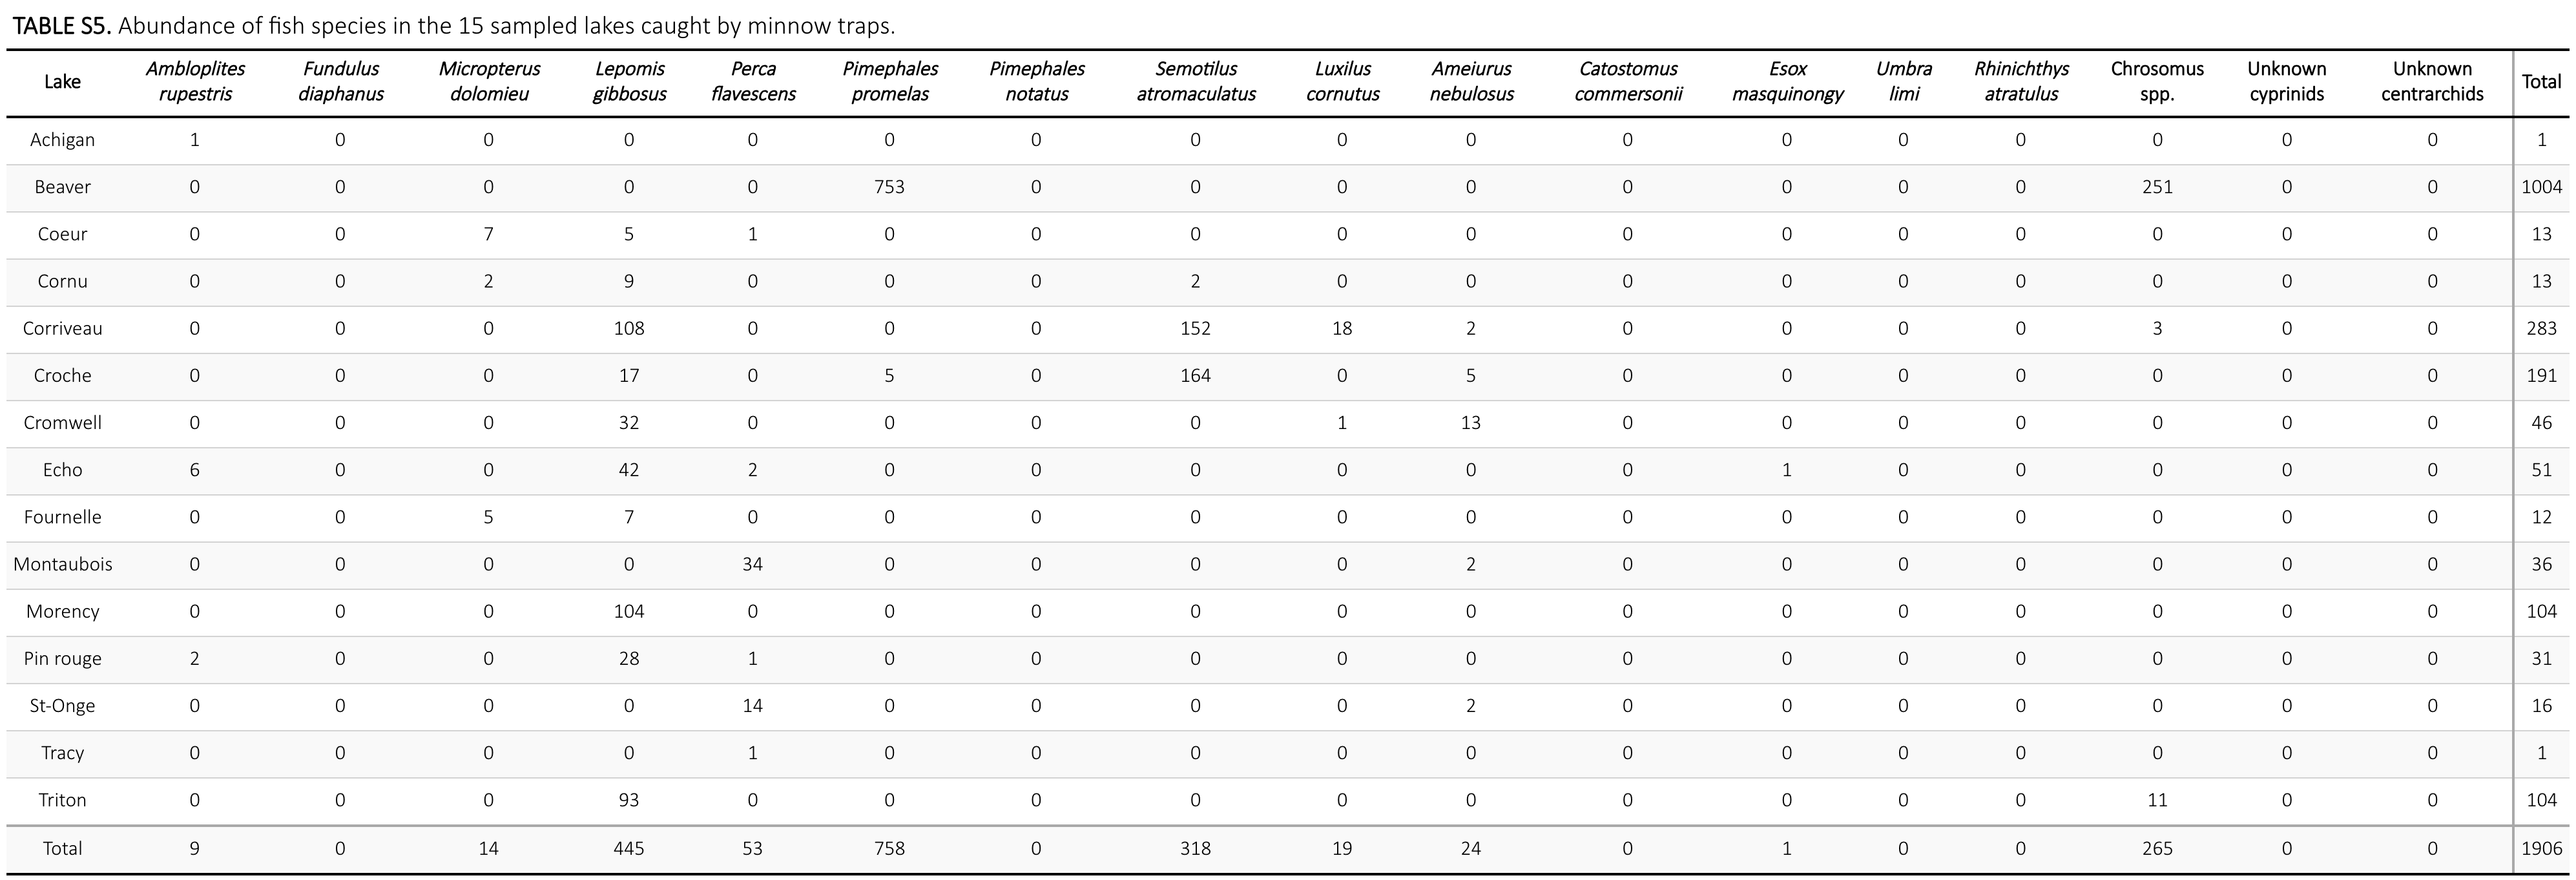 TABLE S5. Abundance of fish species in the 15 sampled lakes caught by minnow traps.
Lake Ambloplites rupestris Fundulus diaphanus Micropterus dolomieu Lepomis gibbosus Perca flavescens Pimephales promelas Pimephales notatus Semotilus atromaculatus Luxilus cornutus Ameiurus nebulosus Catostomus commersonii Esox masquinongy Umbra limi Rhinichthys atratulus Chrosomus spp. Unknown cyprinids Unknown centrarchids Total
Achigan 1 0 0 0 0 0 0 0 0 0 0 0 0 0 0 0 0 1
Beaver 0 0 0 0 0 753 0 0 0 0 0 0 0 0 251 0 0 1004
Coeur 0 0 7 5 1 0 0 0 0 0 0 0 0 0 0 0 0 13
Cornu 0 0 2 9 0 0 0 2 0 0 0 0 0 0 0 0 0 13
Corriveau 0 0 0 108 0 0 0 152 18 2 0 0 0 0 3 0 0 283
Croche 0 0 0 17 0 5 0 164 0 5 0 0 0 0 0 0 0 191
Cromwell 0 0 0 32 0 0 0 0 1 13 0 0 0 0 0 0 0 46
Echo 6 0 0 42 2 0 0 0 0 0 0 1 0 0 0 0 0 51
Fournelle 0 0 5 7 0 0 0 0 0 0 0 0 0 0 0 0 0 12
Montaubois 0 0 0 0 34 0 0 0 0 2 0 0 0 0 0 0 0 36
Morency 0 0 0 104 0 0 0 0 0 0 0 0 0 0 0 0 0 104
Pin rouge 2 0 0 28 1 0 0 0 0 0 0 0 0 0 0 0 0 31
St-Onge 0 0 0 0 14 0 0 0 0 2 0 0 0 0 0 0 0 16
Tracy 0 0 0 0 1 0 0 0 0 0 0 0 0 0 0 0 0 1
Triton 0 0 0 93 0 0 0 0 0 0 0 0 0 0 11 0 0 104
Total 9 0 14 445 53 758 0 318 19 24 0 1 0 0 265 0 0 1906